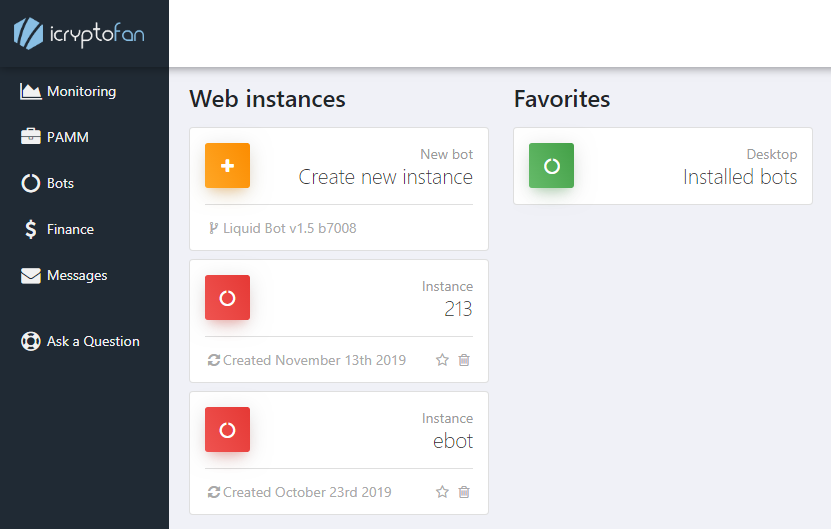 icryptofan
Monitoring
PAMM
Bots
Finance
Messages
Ask a Question
Web instances
New bot
Create new instance
Liquid Bot v1.5 b7008
Instance
213
Created November 13th 2019
Instance
ebot
Created October 23rd 2019
Favorites
Desktop
Installed bots